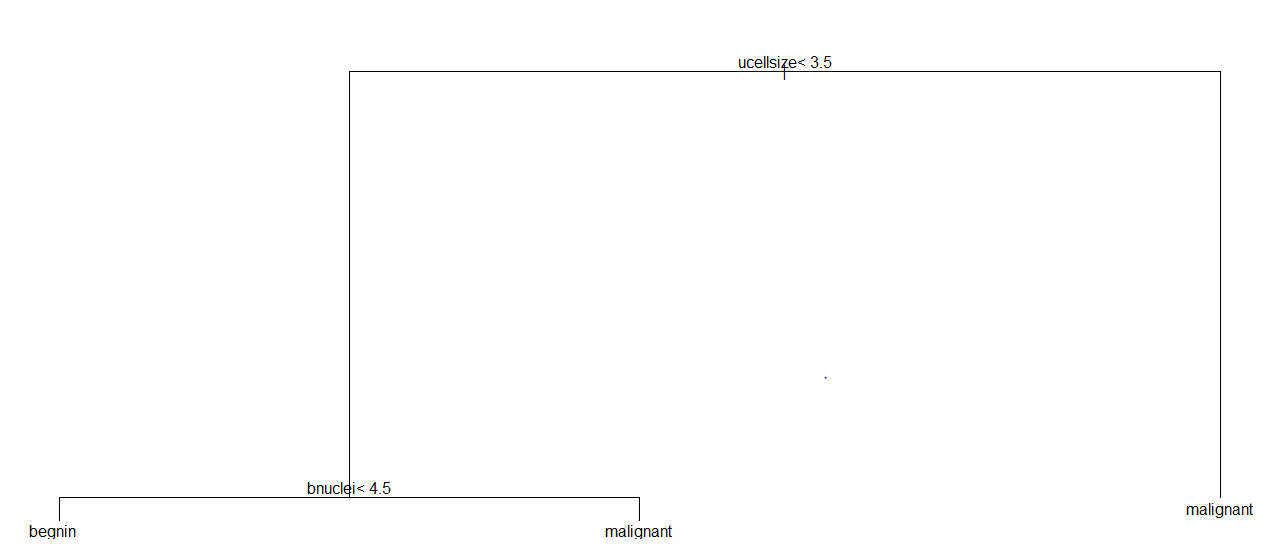 ucellsize< 3.5
bnuclei< 4.5
begnin
malignant
malignant